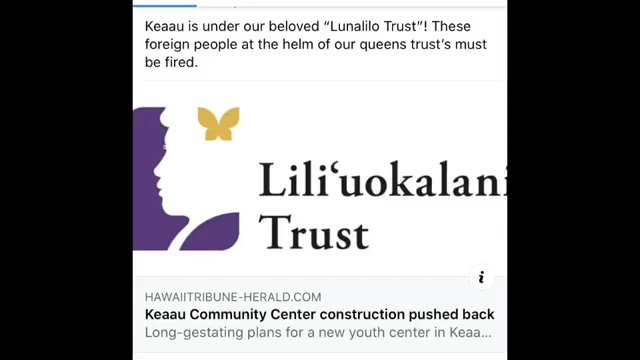 Keaau is under our beloved “Lunalilo Trust”! These
foreign people at the helm of our queens trust’s must
be fired.
Liliʻuokalani
Trust
i
HAWAIITRIBUNE-HERALD.COM
Keaau Community Center construction pushed back
Long-gestating plans for a new youth center in Keaa...